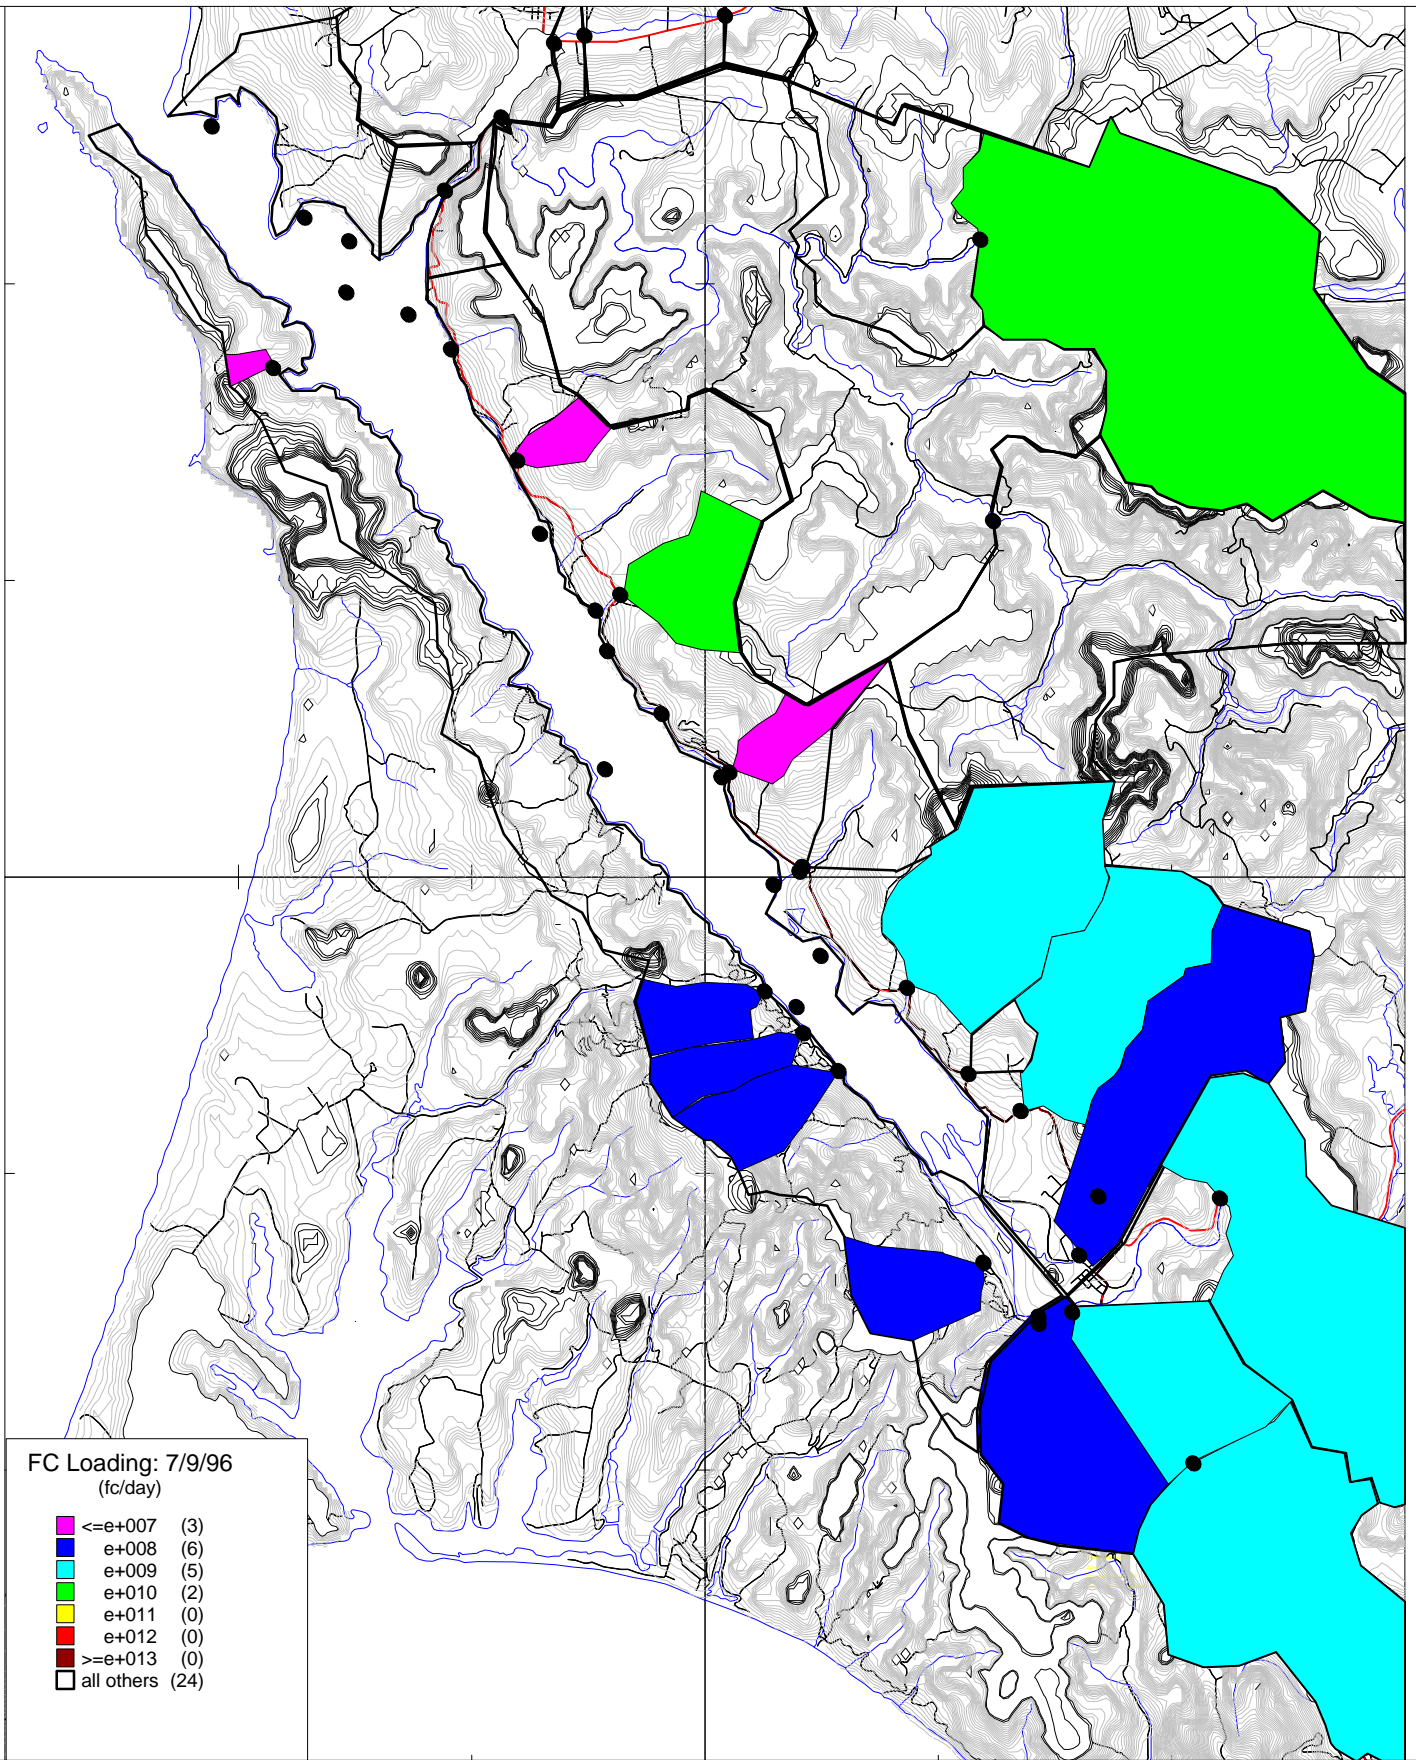 FC Loading: 7/9/96
(fc/day)
<=e+007 (3)
e+008 (6)
e+009 (5)
e+010 (2)
e+011 (0)
e+012 (0)
>=e+013 (0)
all others (24)